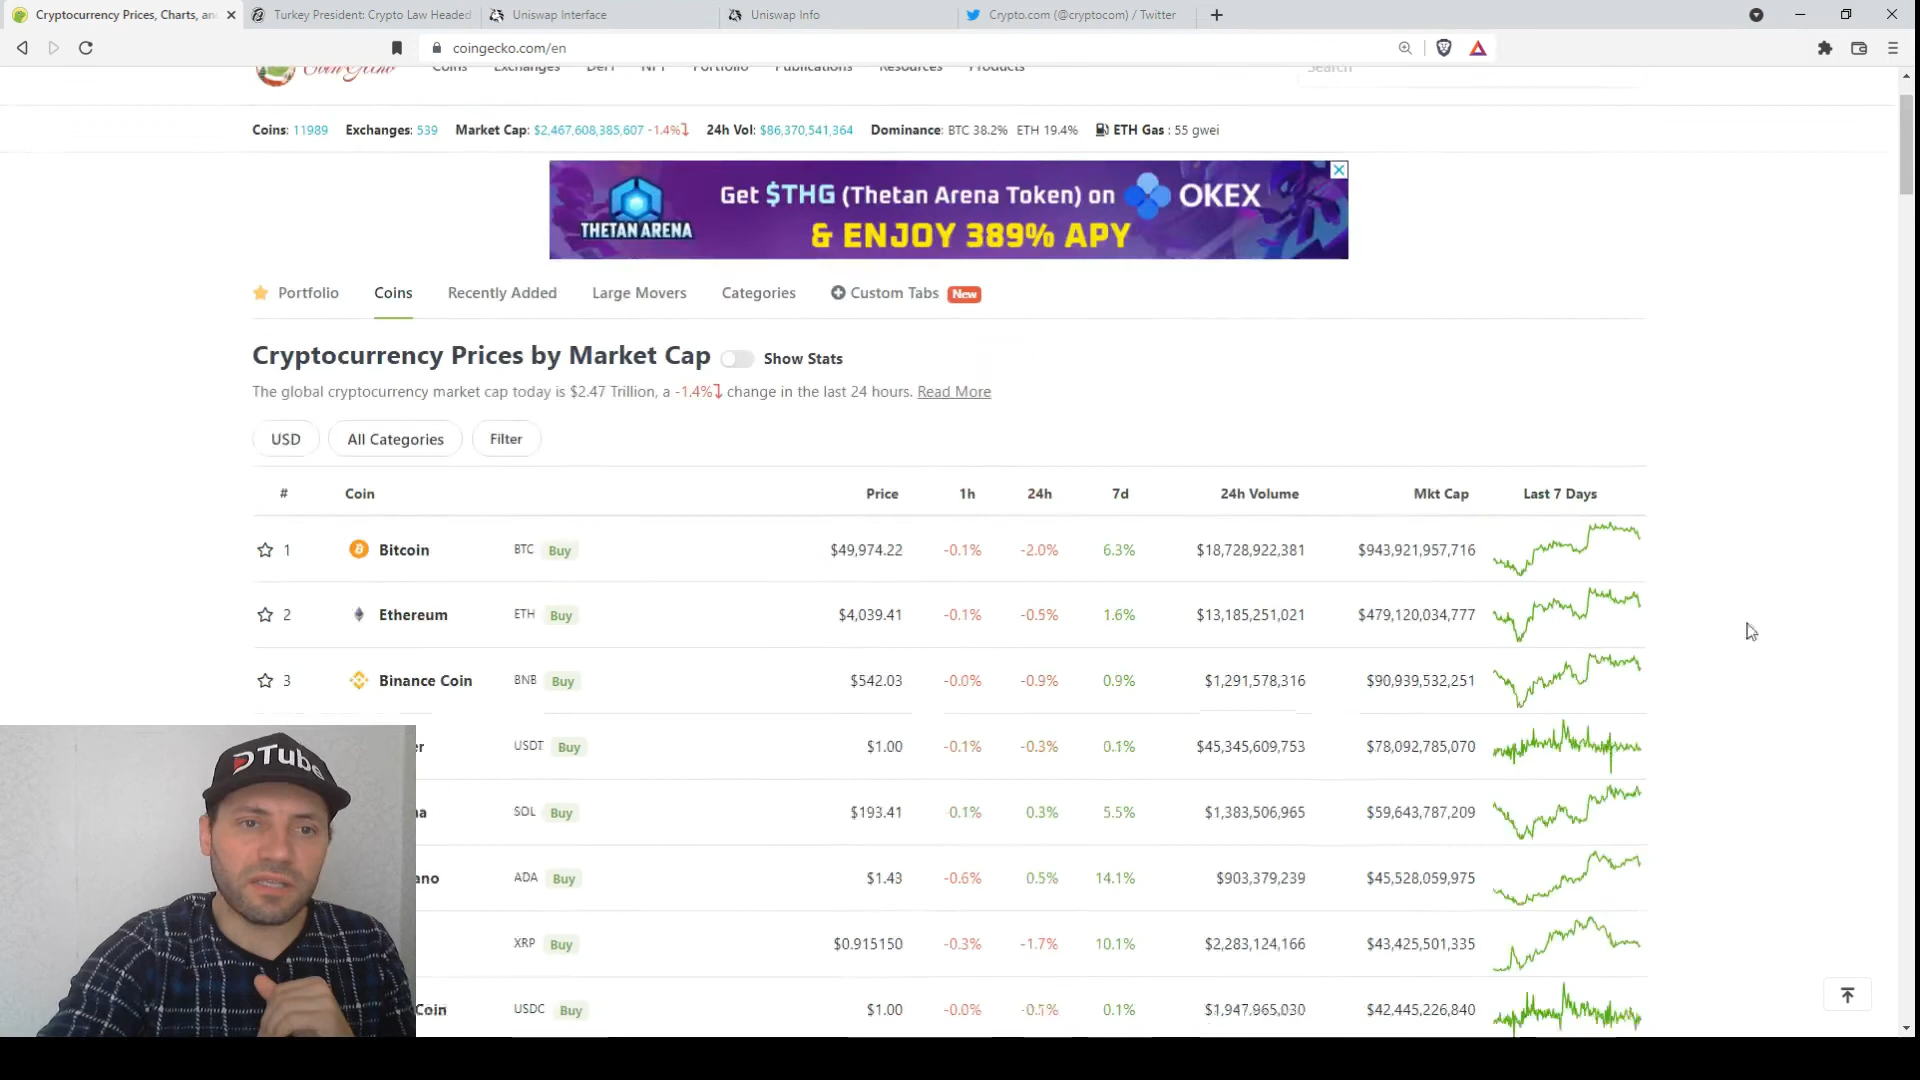 Cryptocurrency Prices, Charts, an
Turkey President: Crypto Law Headed
Uniswap Interface
Uniswap Info
Crypto.com (@cryptocom) / Twitter
coingecko.com/en
Coins Exchanges DeFi NFT Portfolio Publications Resources Products Search
Coins: 11989 Exchanges: 539 Market Cap: $2,467,608,385,607 -1.4% 24h Vol: $86,370,541,364 Dominance: BTC 38.2% ETH 19.4% ETH Gas : 55 gwei
THETAN ARENA
Get $THG (Thetan Arena Token) on OKEX
& ENJOY 389% APY
Portfolio Coins Recently Added Large Movers Categories Custom Tabs New
Cryptocurrency Prices by Market Cap Show Stats
The global cryptocurrency market cap today is $2.47 Trillion, a -1.4% change in the last 24 hours. Read More
USD All Categories Filter
# Coin Price 1h 24h 7d 24h Volume Mkt Cap Last 7 Days
1 Bitcoin BTC Buy $49,974.22 -0.1% -2.0% 6.3% $18,728,922,381 $943,921,957,716
2 Ethereum ETH Buy $4,039.41 -0.1% -0.5% 1.6% $13,185,251,021 $479,120,034,777
3 Binance Coin BNB Buy $542.03 -0.0% -0.9% 0.9% $1,291,578,316 $90,939,532,251
er USDT Buy $1.00 -0.1% -0.3% 0.1% $45,345,609,753 $78,092,785,070
na SOL Buy $193.41 0.1% 0.3% 5.5% $1,383,506,965 $59,643,787,209
ano ADA Buy $1.43 -0.6% 0.5% 14.1% $903,379,239 $45,528,059,975
XRP Buy $0.915150 -0.3% -1.7% 10.1% $2,283,124,166 $43,425,501,335
Coin USDC Buy $1.00 -0.0% -0.1% 0.1% $1,947,965,030 $42,445,226,840
DTube